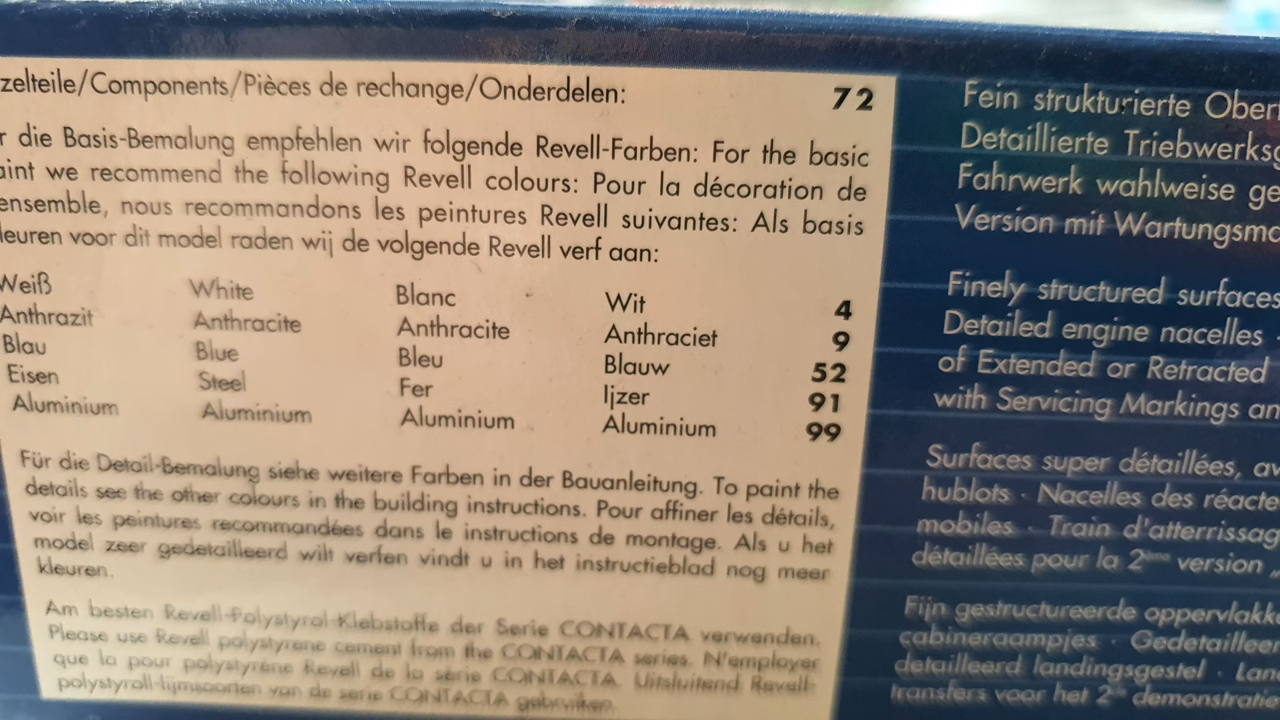 zelteile/Components/Pièces de rechange/Onderdelen: 72
r die Basis-Bemalung empfehlen wir folgende Revell-Farben: For the basic
aint we recommend the following Revell colours: Pour la décoration de
ensemble, nous recommandons les peintures Revell suivantes: Als basis
leuren voor dit model raden wij de volgende Revell verf aan:
Weiß White Blanc Wit 4
Anthrazit Anthracite Anthracite Anthraciet 9
Blau Blue Bleu Blauw 52
Eisen Steel Fer Ijzer 91
Aluminium Aluminium Aluminium Aluminium 99
Für die Detail-Bemalung siehe weitere Farben in der Bauanleitung. To paint the
details see the other colours in the building instructions. Pour affiner les détails,
voir les peintures recommandées dans le instructions de montage. Als u het
model zeer gedetailleerd wilt verfen vindt u in het instructieblad nog meer
kleuren.
Am besten Revell-Polystyrol-Klebstoffe der Serie CONTACTA verwenden.
Please use Revell polystyrene cement from the CONTACTA series. N'employer
que la pour polystyrène Revell de la série CONTACTA. Uitsluitend Revell-
polystyroll-lijmsoorten van de serie CONTACTA gebruiken.
Fein strukturierte Ober
Detaillierte Triebwerksg
Fahrwerk wahlweise ge
Version mit Wartungsma
Finely structured surfaces
Detailed engine nacelles ·
of Extended or Retracted
with Servicing Markings an
Surfaces super détaillées, av
hublots · Nacelles des réacte
mobiles · Train d'atterrissag
détaillées pour la 2ème version „
Fijn gestructureerde oppervlakk
cabineraampjes · Gedetailleer
detailleerd landingsgestel · Lan
transfers voor het 2e demonstratie